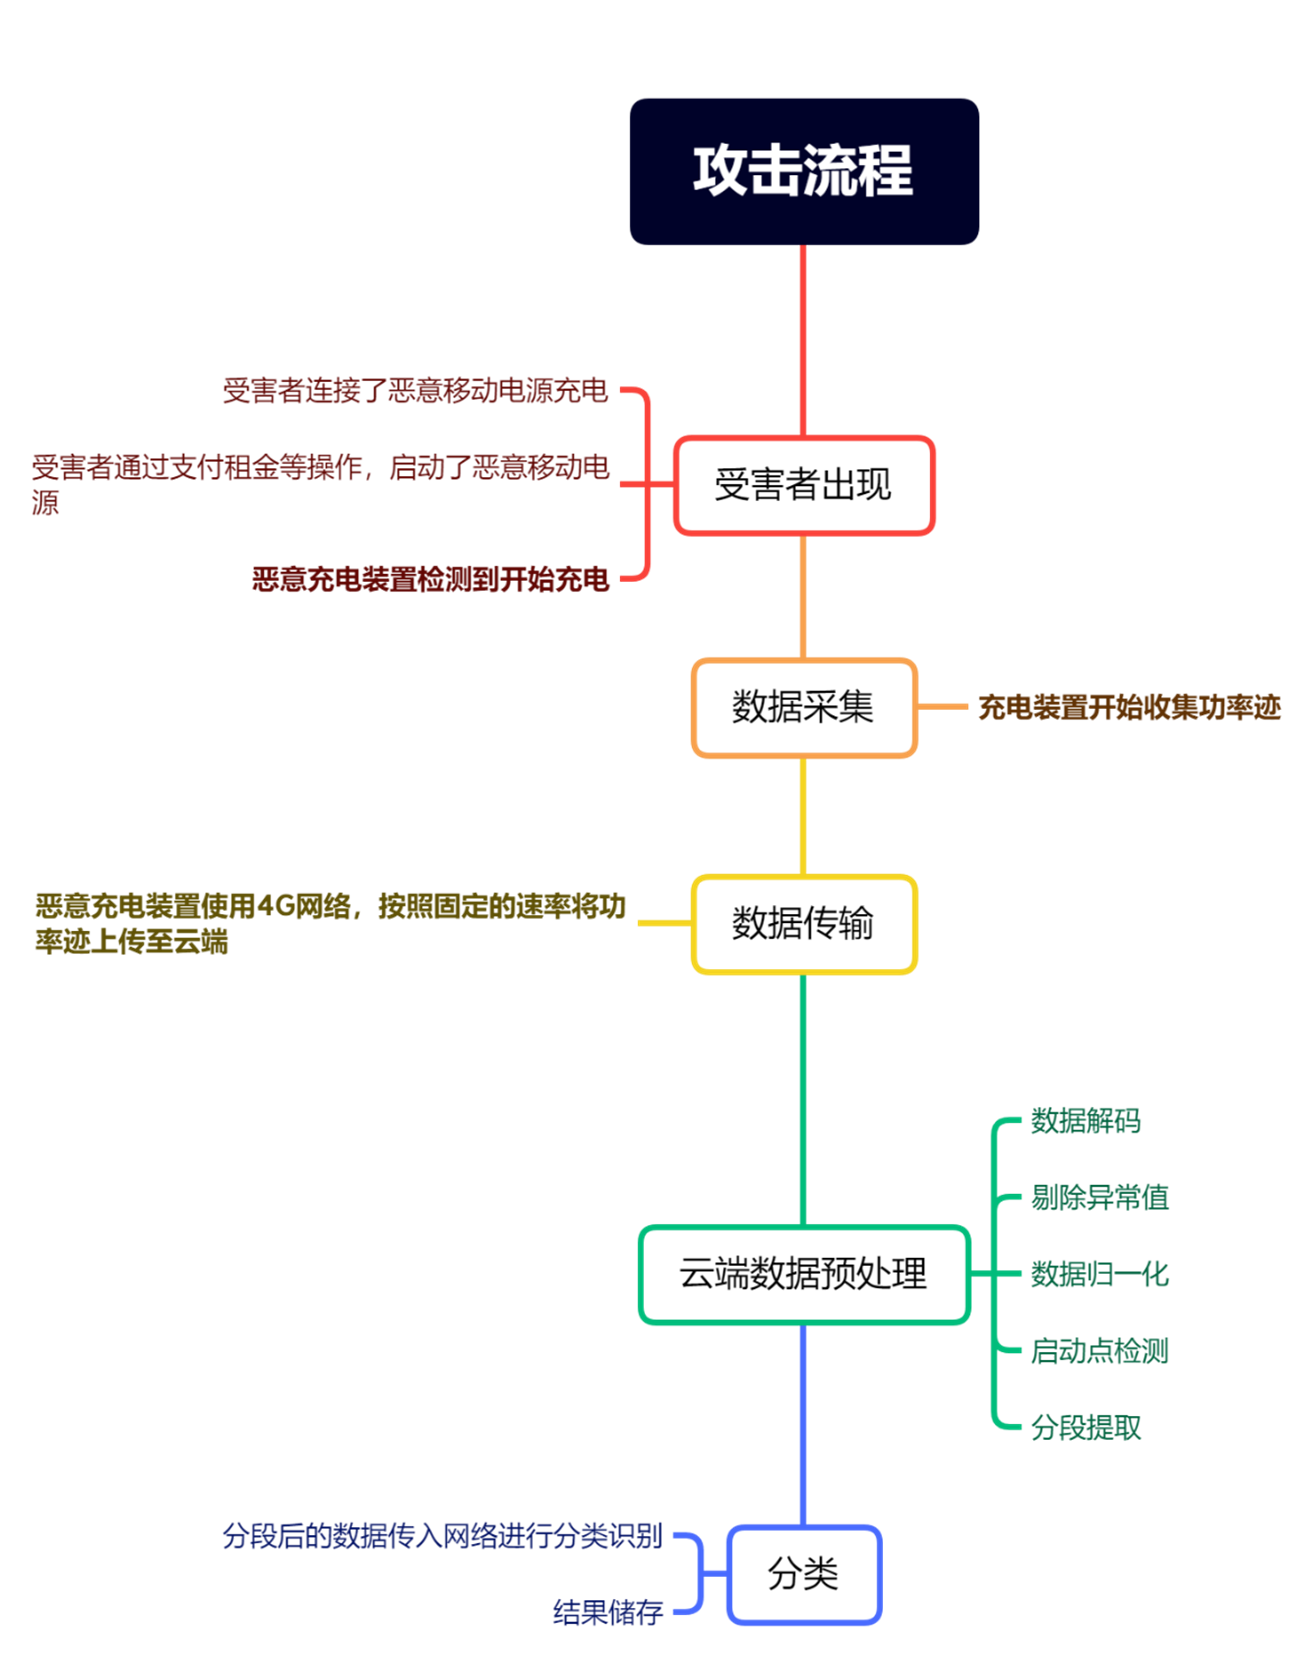 攻击流程
受害者连接了恶意移动电源充电
受害者通过支付租金等操作，启动了恶意移动电
源
恶意充电装置检测到开始充电
受害者出现
数据采集
充电装置开始收集功率迹
恶意充电装置使用4G网络，按照固定的速率将功
率迹上传至云端
数据传输
云端数据预处理
数据解码
剔除异常值
数据归一化
启动点检测
分段提取
分段后的数据传入网络进行分类识别
结果储存
分类